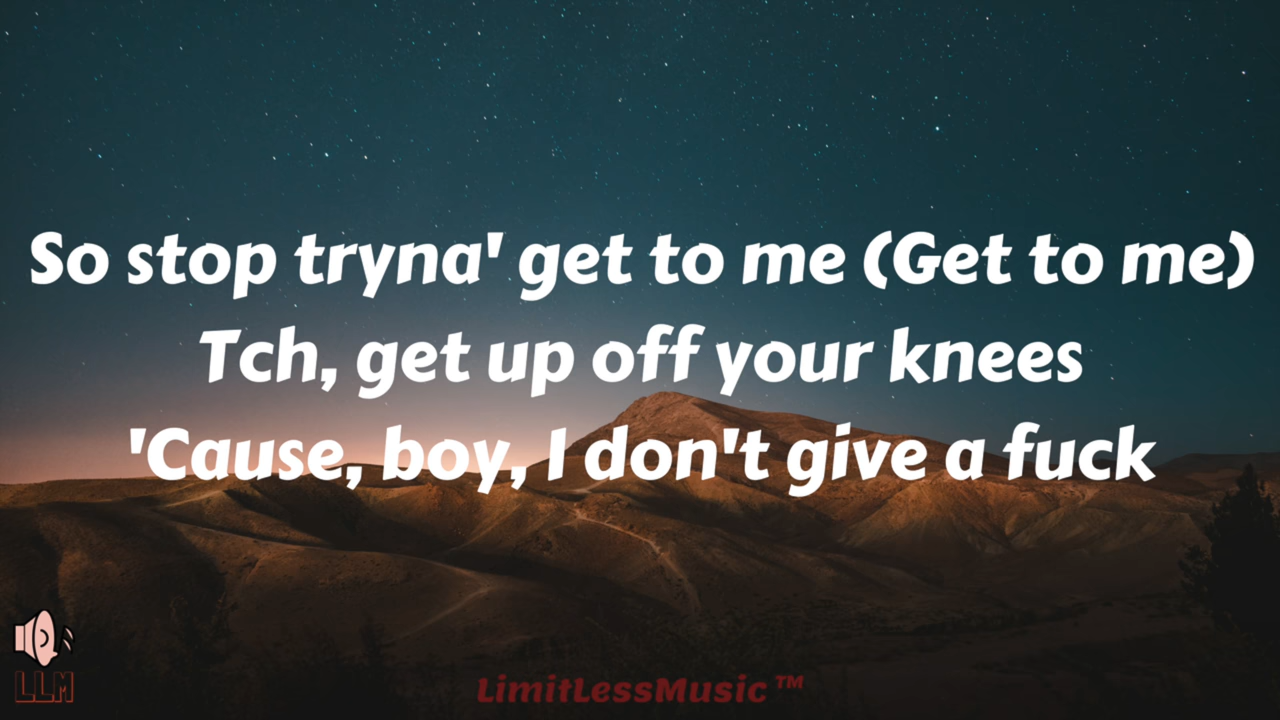 So stop tryna' get to me (Get to me)
Tch, get up off your knees
'Cause, boy, I don't give a fuck
LLM
LimitLessMusic™